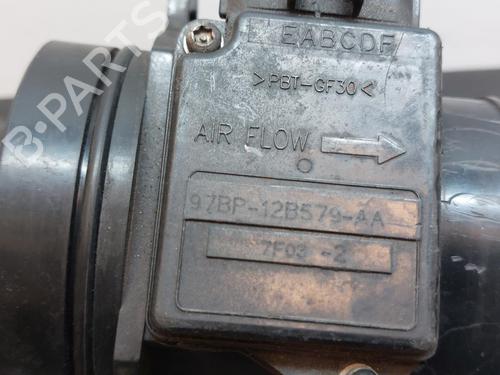 EABCDF
>PBT-GF30<
AIR FLOW
97BP-12B579-AA
7F03 -2
B-PARTS